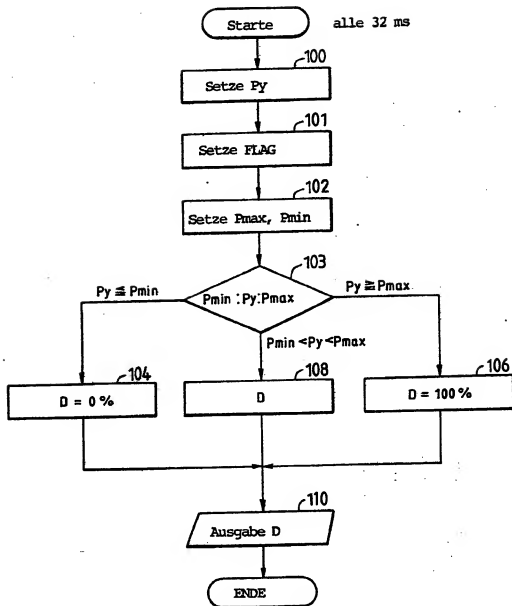 Starte alle 32 ms
100
Setze Py
101
Setze FLAG
102
Setze Pmax, Pmin
103
Py ≦ Pmin
Pmin :Py:Pmax
Py ≧ Pmax
Pmin <Py<Pmax
104
D = 0 %
108
D
106
D = 100 %
110
Ausgabe D
ENDE